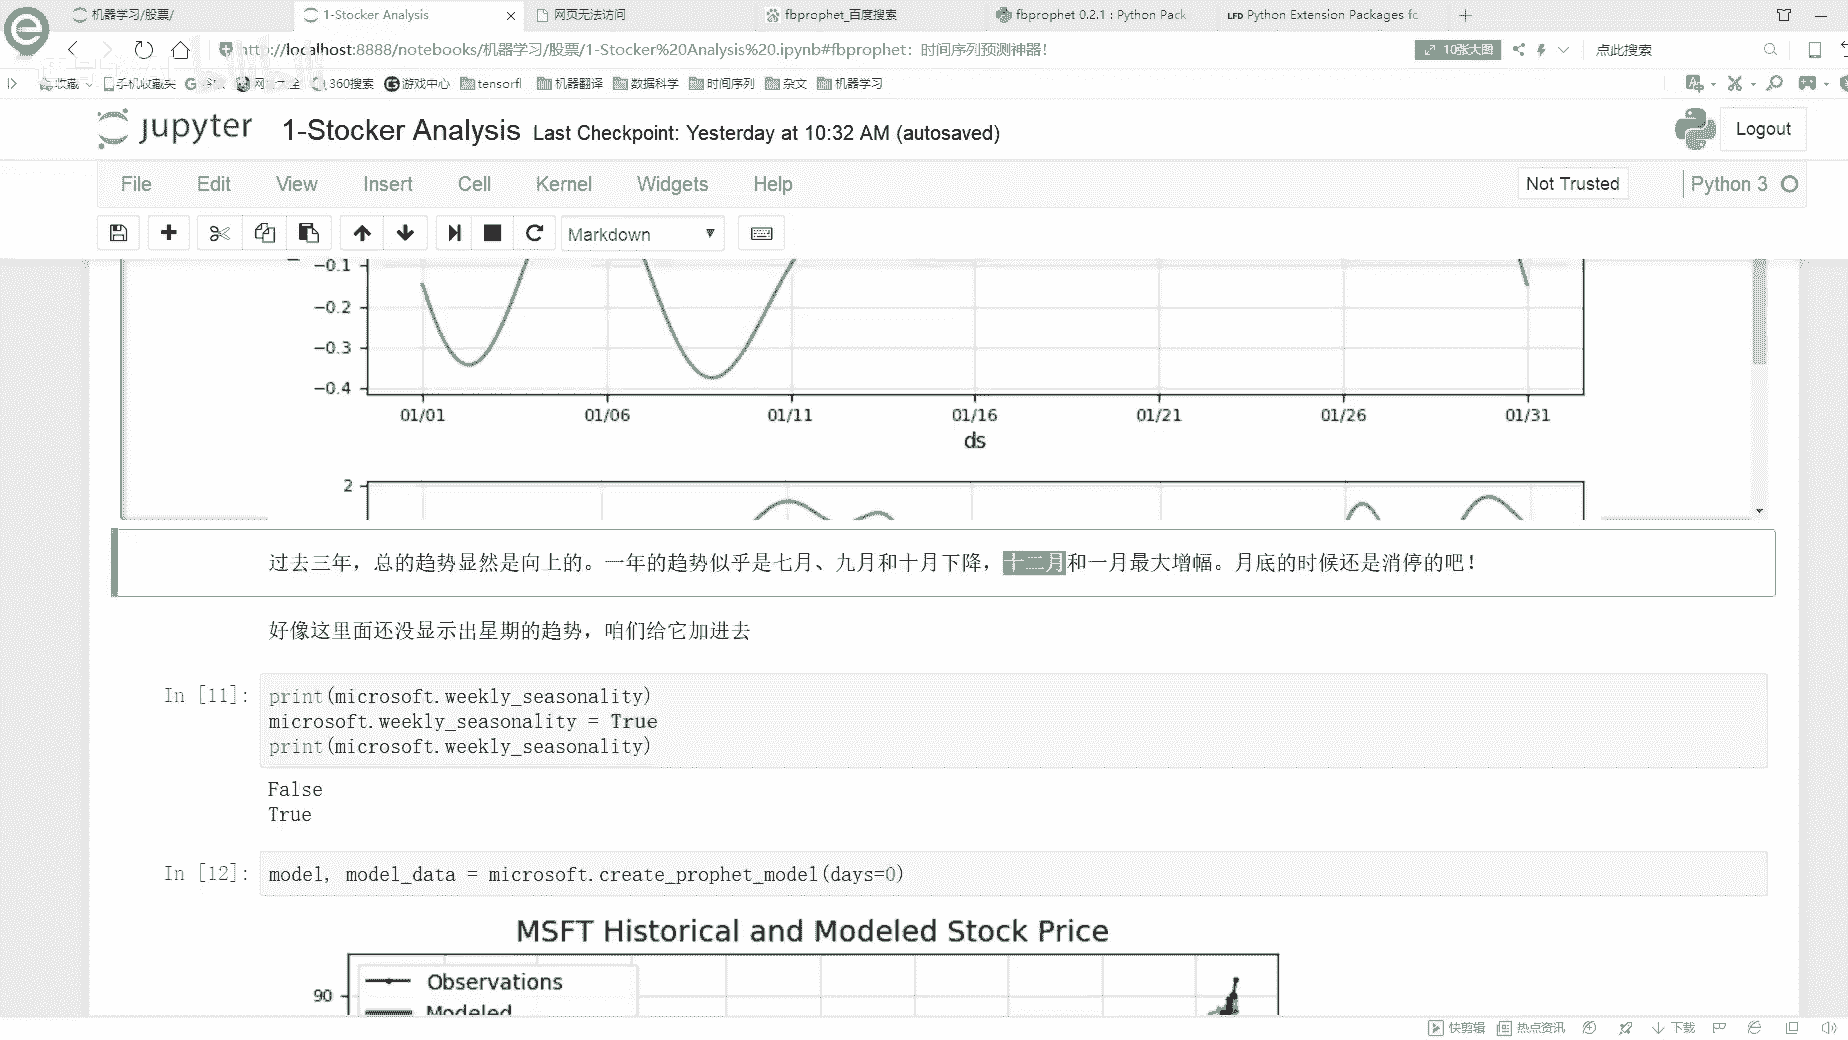 机器学习/股票/
1-Stocker Analysis
网页无法访问
fbprophet_百度搜索
fbprophet 0.2.1 : Python Pack
LFD Python Extension Packages fc
http://localhost:8888/notebooks/机器学习/股票/1-Stocker%20Analysis%20.ipynb#fbprophet：时间序列预测神器!
10张大图
点此搜索
收藏
手机收藏夹
360搜索
游戏中心
tensorfl
机器翻译
数据科学
时间序列
杂文
机器学习
jupyter
1-Stocker Analysis
Last Checkpoint: Yesterday at 10:32 AM (autosaved)
Logout
File Edit View Insert Cell Kernel Widgets Help
Not Trusted
Python 3
Markdown
−0.1
−0.2
−0.3
−0.4
01/01 01/06 01/11 01/16 01/21 01/26 01/31
ds
2
过去三年，总的趋势显然是向上的。一年的趋势似乎是七月、九月和十月下降，十二月和一月最大增幅。月底的时候还是消停的吧！
好像这里面还没显示出星期的趋势，咱们给它加进去
In [11]:
print(microsoft.weekly_seasonality)
microsoft.weekly_seasonality = True
print(microsoft.weekly_seasonality)
False
True
In [12]:
model, model_data = microsoft.create_prophet_model(days=0)
MSFT Historical and Modeled Stock Price
Observations
90
Modeled
快剪辑
热点资讯
下载